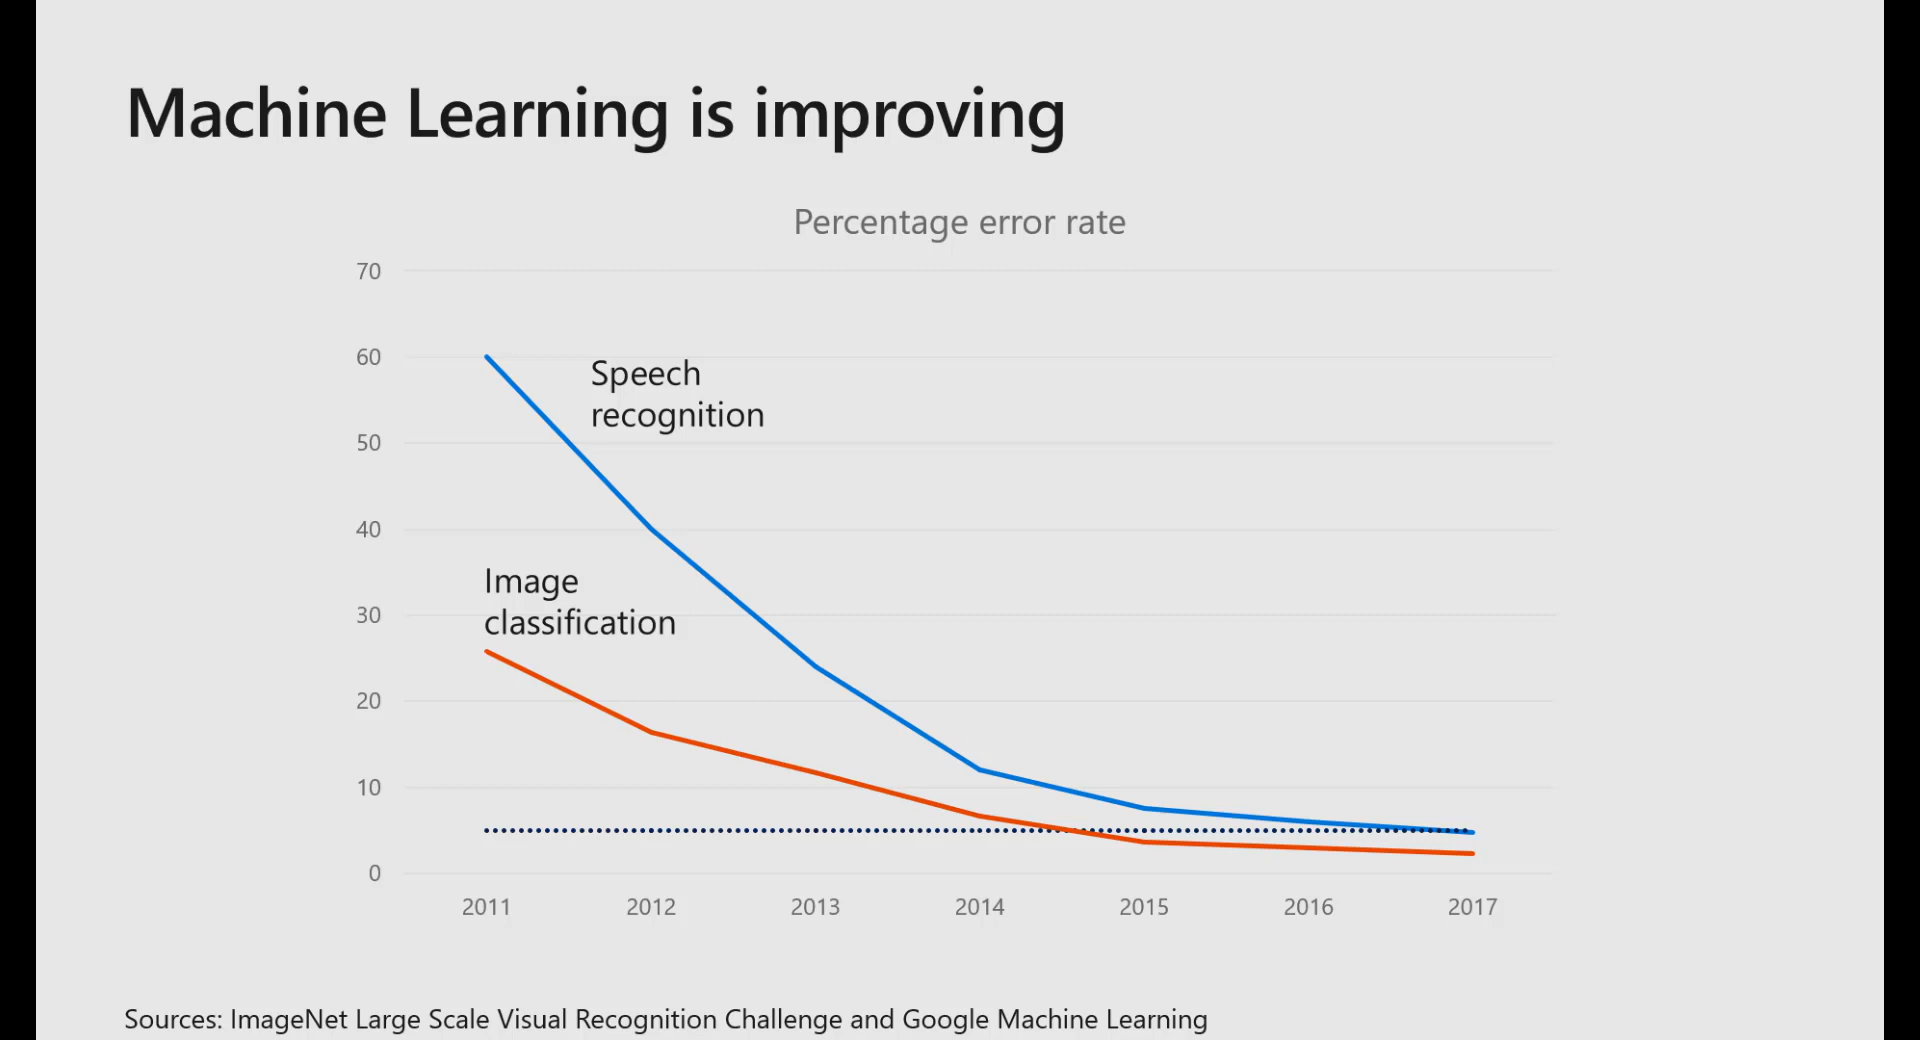 Machine Learning is improving
Percentage error rate
70
60
50
40
30
20
10
0
Speech
recognition
Image
classification
2011 2012 2013 2014 2015 2016 2017
Sources: ImageNet Large Scale Visual Recognition Challenge and Google Machine Learning